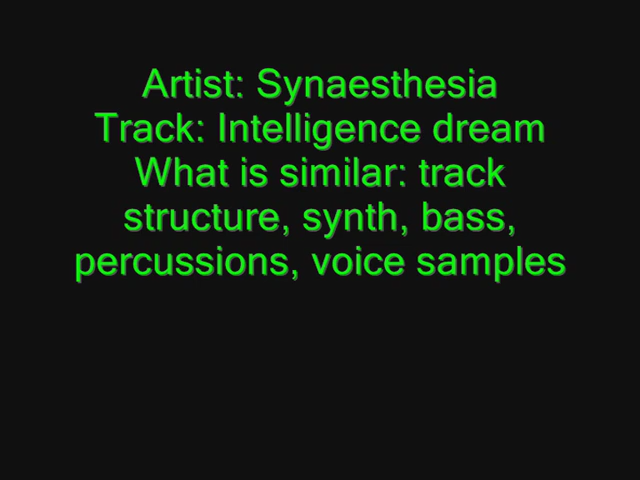 Artist: Synaesthesia
Track: Intelligence dream
What is similar: track
structure, synth, bass,
percussions, voice samples